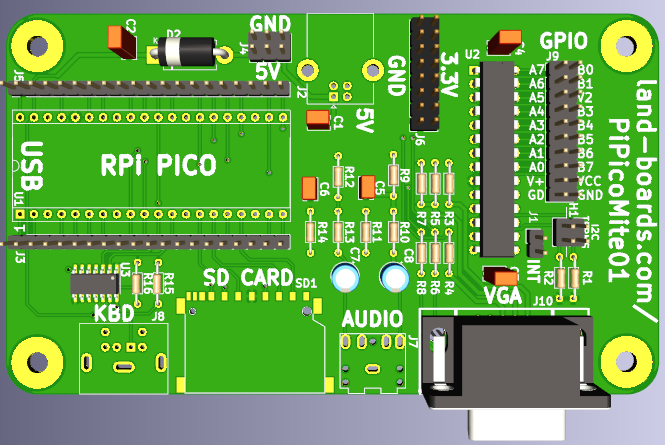 C2
D2
GND
J4
5V
J5
J2
5V
C1
GND
3.3V
J6
U2
GPIO
J9
A7 B0
A6 B1
A5
A4 B3
A3 B4
A2 B5
A1 B6
A0 B7
V+ VCC
GD GND
land-boards.com/
PiPicoMite01
USB
RPi PICO
U1
1
J3
R12
R9
C6
C5
R14
R13
R11
R10
R7
R5
R3
R8
R6
R4
C7
C8
J1
INT
H1
I2C
R2
R1
U3
R16
R15
SD CARD
SD1
KBD
J8
AUDIO
J7
VGA
J10